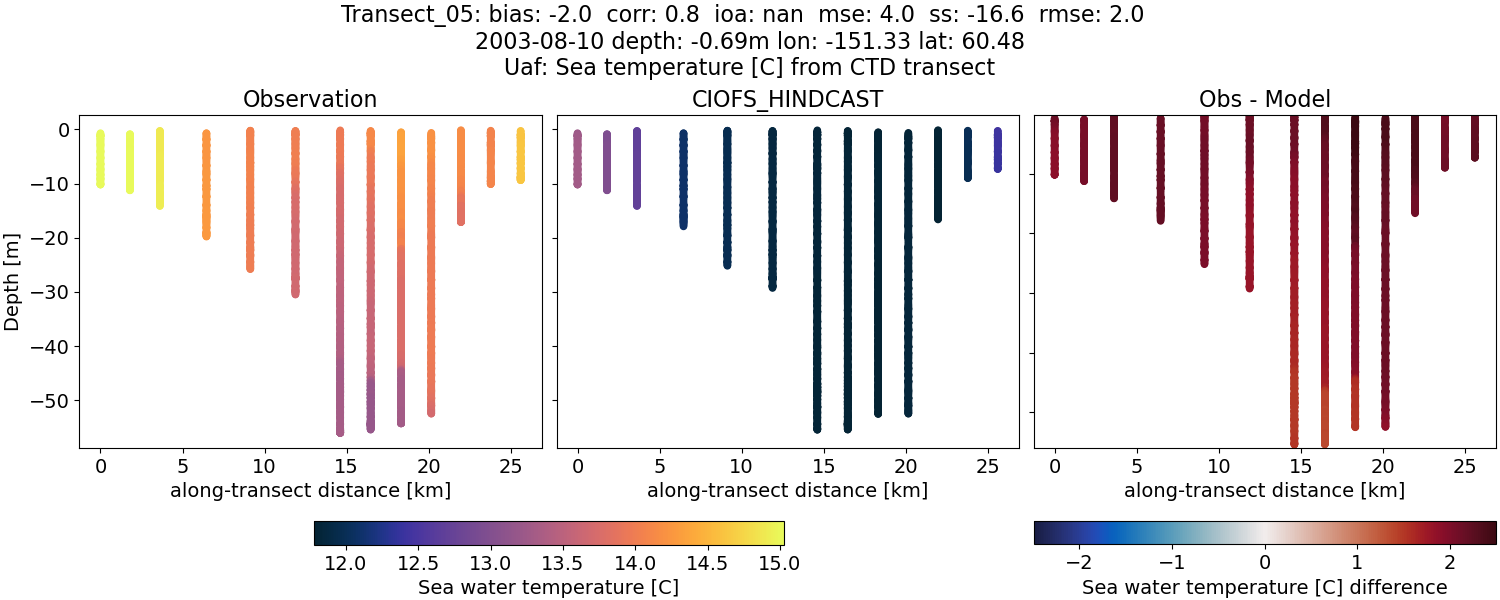 Transect_05: bias: -2.0  corr: 0.8  ioa: nan  mse: 4.0  ss: -16.6  rmse: 2.0
2003-08-10 depth: -0.69m lon: -151.33 lat: 60.48
Uaf: Sea temperature [C] from CTD transect
Observation
CIOFS_HINDCAST
Obs - Model
Depth [m]
0
−10
−20
−30
−40
−50
0 5 10 15 20 25
0 5 10 15 20 25
0 5 10 15 20 25
along-transect distance [km]
along-transect distance [km]
along-transect distance [km]
12.0 12.5 13.0 13.5 14.0 14.5 15.0
Sea water temperature [C]
−2 −1 0 1 2
Sea water temperature [C] difference